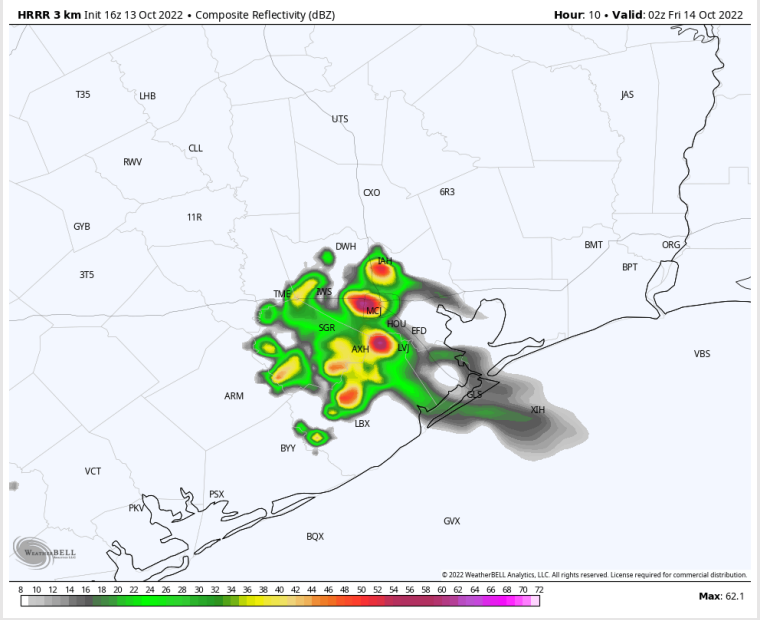 HRRR 3 km Init 16z 13 Oct 2022 • Composite Reflectivity (dBZ) Hour: 10 • Valid: 02z Fri 14 Oct 2022
T35 LHB JAS
UTS
CLL
RWV
CXO 6R3
11R
GYB
DWH BMT ORG
IAH BPT
3T5
TME IWS
MCJ
SGR HOU EFD
AXH LVJ VBS
ARM GLS
XIH
LBX
BYY
VCT
PSX
PKV
GVX
BQX
WEATHERBELL
© 2022 WeatherBELL Analytics, LLC. All rights reserved. License required for commercial distribution.
8 10 12 14 16 18 20 22 24 26 28 30 32 34 36 38 40 42 44 46 48 50 52 54 56 58 60 62 64 66 68 70 72 Max: 62.1